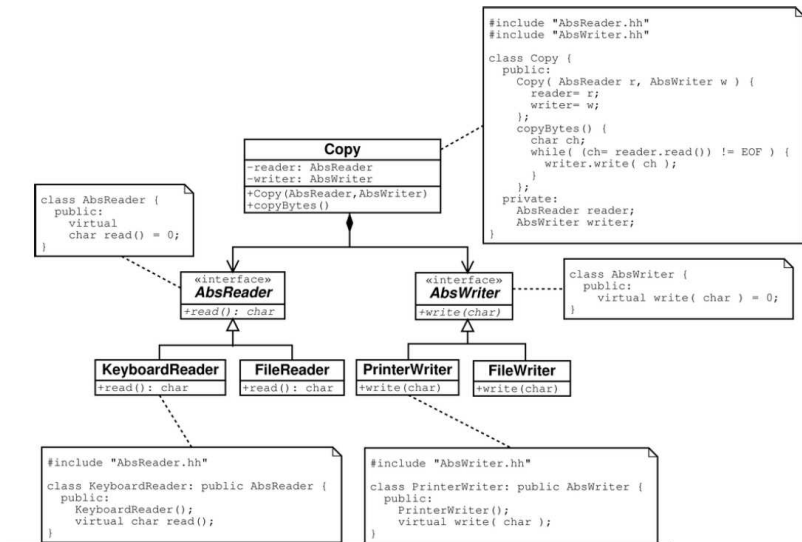 #include "AbsReader.hh"
#include "AbsWriter.hh"
class Copy {
public:
Copy( AbsReader r, AbsWriter w ) {
reader= r;
writer= w;
};
copyBytes() {
char ch;
while( (ch= reader.read()) != EOF ) {
writer.write( ch );
}
};
private:
AbsReader reader;
AbsWriter writer;
}
Copy
-reader: AbsReader
-writer: AbsWriter
+Copy(AbsReader,AbsWriter)
+copyBytes()
class AbsReader {
public:
virtual
char read() = 0;
}
«interface»
AbsReader
+read(): char
«interface»
AbsWriter
+write(char)
class AbsWriter {
public:
virtual write( char ) = 0;
}
KeyboardReader
+read(): char
FileReader
+read(): char
PrinterWriter
+write(char)
FileWriter
+write(char)
#include "AbsReader.hh"
class KeyboardReader: public AbsReader {
public:
KeyboardReader();
virtual char read();
}
#include "AbsWriter.hh"
class PrinterWriter: public AbsWriter {
public:
PrinterWriter();
virtual write( char );
}